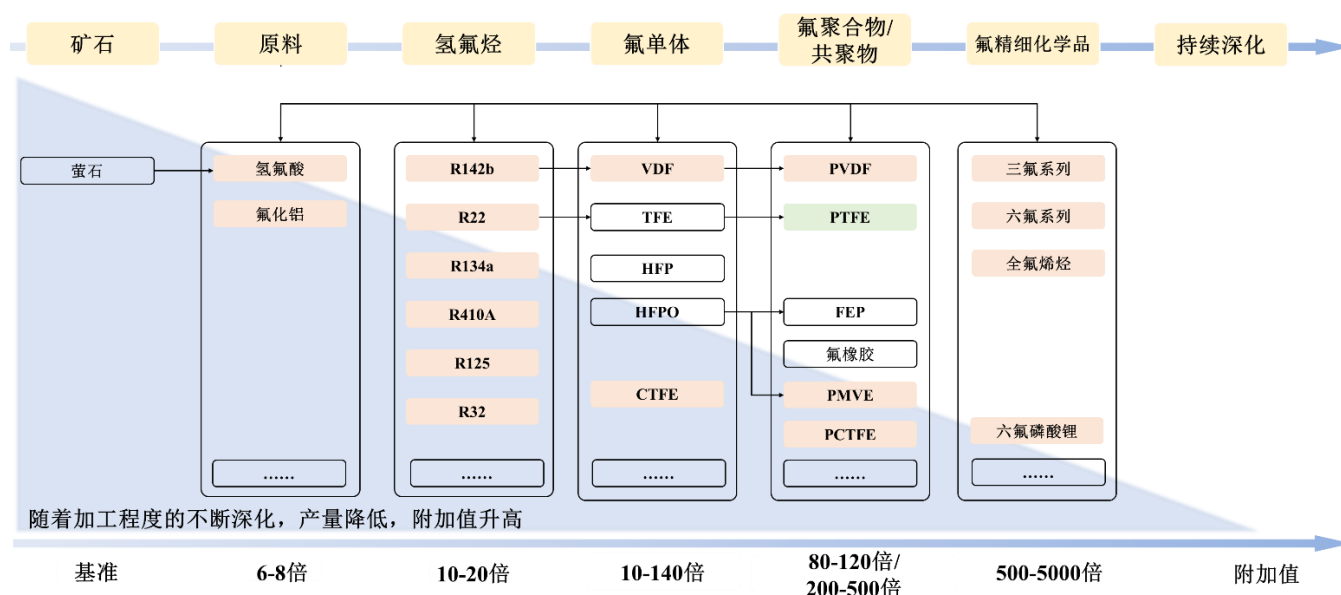 矿石
原料
氢氟烃
氟单体
氟聚合物/
共聚物
氟精细化学品
持续深化
萤石
氢氟酸
氟化铝
......
R142b
R22
R134a
R410A
R125
R32
......
VDF
TFE
HFP
HFPO
CTFE
......
PVDF
PTFE
FEP
氟橡胶
PMVE
PCTFE
......
三氟系列
六氟系列
全氟烯烃
六氟磷酸锂
......
随着加工程度的不断深化，产量降低，附加值升高
基准
6-8倍
10-20倍
10-140倍
80-120倍/
200-500倍
500-5000倍
附加值